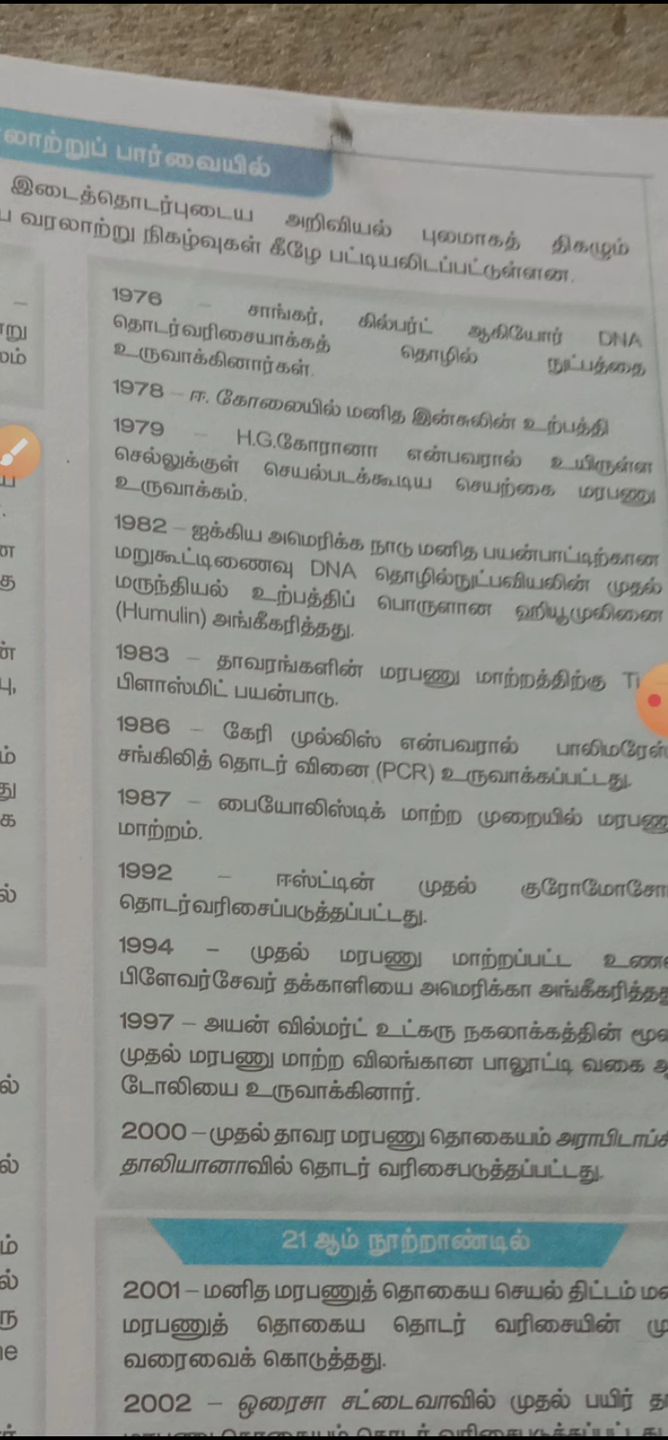 பார்வையில்
இடைத்தொடர்புடைய அறிவியல் புலமாகத் திகழும்
வரலாற்று நிகழ்வுகள் கீழே பட்டியலிடப்பட்டுள்ளன.
1976 – சாங்கர், கில்பர்ட் ஆகியோர் DNA
தொடர்வரிசையாக்கத் தொழில் நுட்பத்தை
உருவாக்கினார்கள்.
1978 – ஈ. கோலையில் மனித இன்சுலின் உற்பத்தி
1979 – H.G.கோரானா என்பவரால் உயிருள்ள
செல்லுக்குள் செயல்படக்கூடிய செயற்கை மரபணு
உருவாக்கம்.
1982 – ஐக்கிய அமெரிக்க நாடு மனித பயன்பாட்டிற்கான
மறுகூட்டிணைவு DNA தொழில்நுட்பவியலின் முதல்
மருந்தியல் உற்பத்திப் பொருளான ஹியூமுலினை
(Humulin) அங்கீகரித்தது.
1983 – தாவரங்களின் மரபணு மாற்றத்திற்கு Ti
பிளாஸ்மிட் பயன்பாடு.
1986 – கேரி முல்லிஸ் என்பவரால்
சங்கிலித் தொடர் வினை (PCR) உருவாக்கப்பட்டது.
1987 – பையோலிஸ்டிக் மாற்ற முறையில் மரபணு
மாற்றம்.
1992 – ஈஸ்ட்டின் முதல்
தொடர்வரிசைப்படுத்தப்பட்டது.
1994 – முதல் மரபணு மாற்றப்பட்ட
பிளேவர்சேவர் தக்காளியை அமெரிக்கா
1997 – அயன் வில்மர்ட் உட்கரு நகலாக்கத்தின்
முதல் மரபணு மாற்ற விலங்கான பாலூட்டி வகை
டோலியை உருவாக்கினார்.
2000 – முதல் தாவர மரபணு தொகையம்
தாலியானாவில் தொடர் வரிசைபடுத்தப்பட்டது.
21 ஆம் நூற்றாண்டில்
2001 – மனித மரபணுத் தொகைய செயல் திட்டம்
மரபணுத் தொகைய தொடர் வரிசையின்
வரைவைக் கொடுத்தது.
2002 – ஒரைசா சட்டைவாவில் முதல் பயிர்